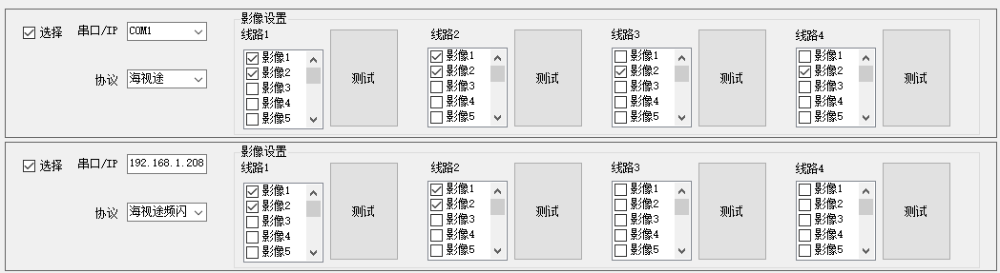 影像设置
选择 串口/IP COM1 线路1 线路2 线路3 线路4
影像1 影像1 影像1 影像1
协议 海视途 影像2 测试 影像2 测试 影像2 测试 影像2 测试
影像3 影像3 影像3 影像3
影像4 影像4 影像4 影像4
影像5 影像5 影像5 影像5
影像设置
选择 串口/IP 192.168.1.208 线路1 线路2 线路3 线路4
影像1 影像1 影像1 影像1
协议 海视途频闪 影像2 测试 影像2 测试 影像2 测试 影像2 测试
影像3 影像3 影像3 影像3
影像4 影像4 影像4 影像4
影像5 影像5 影像5 影像5